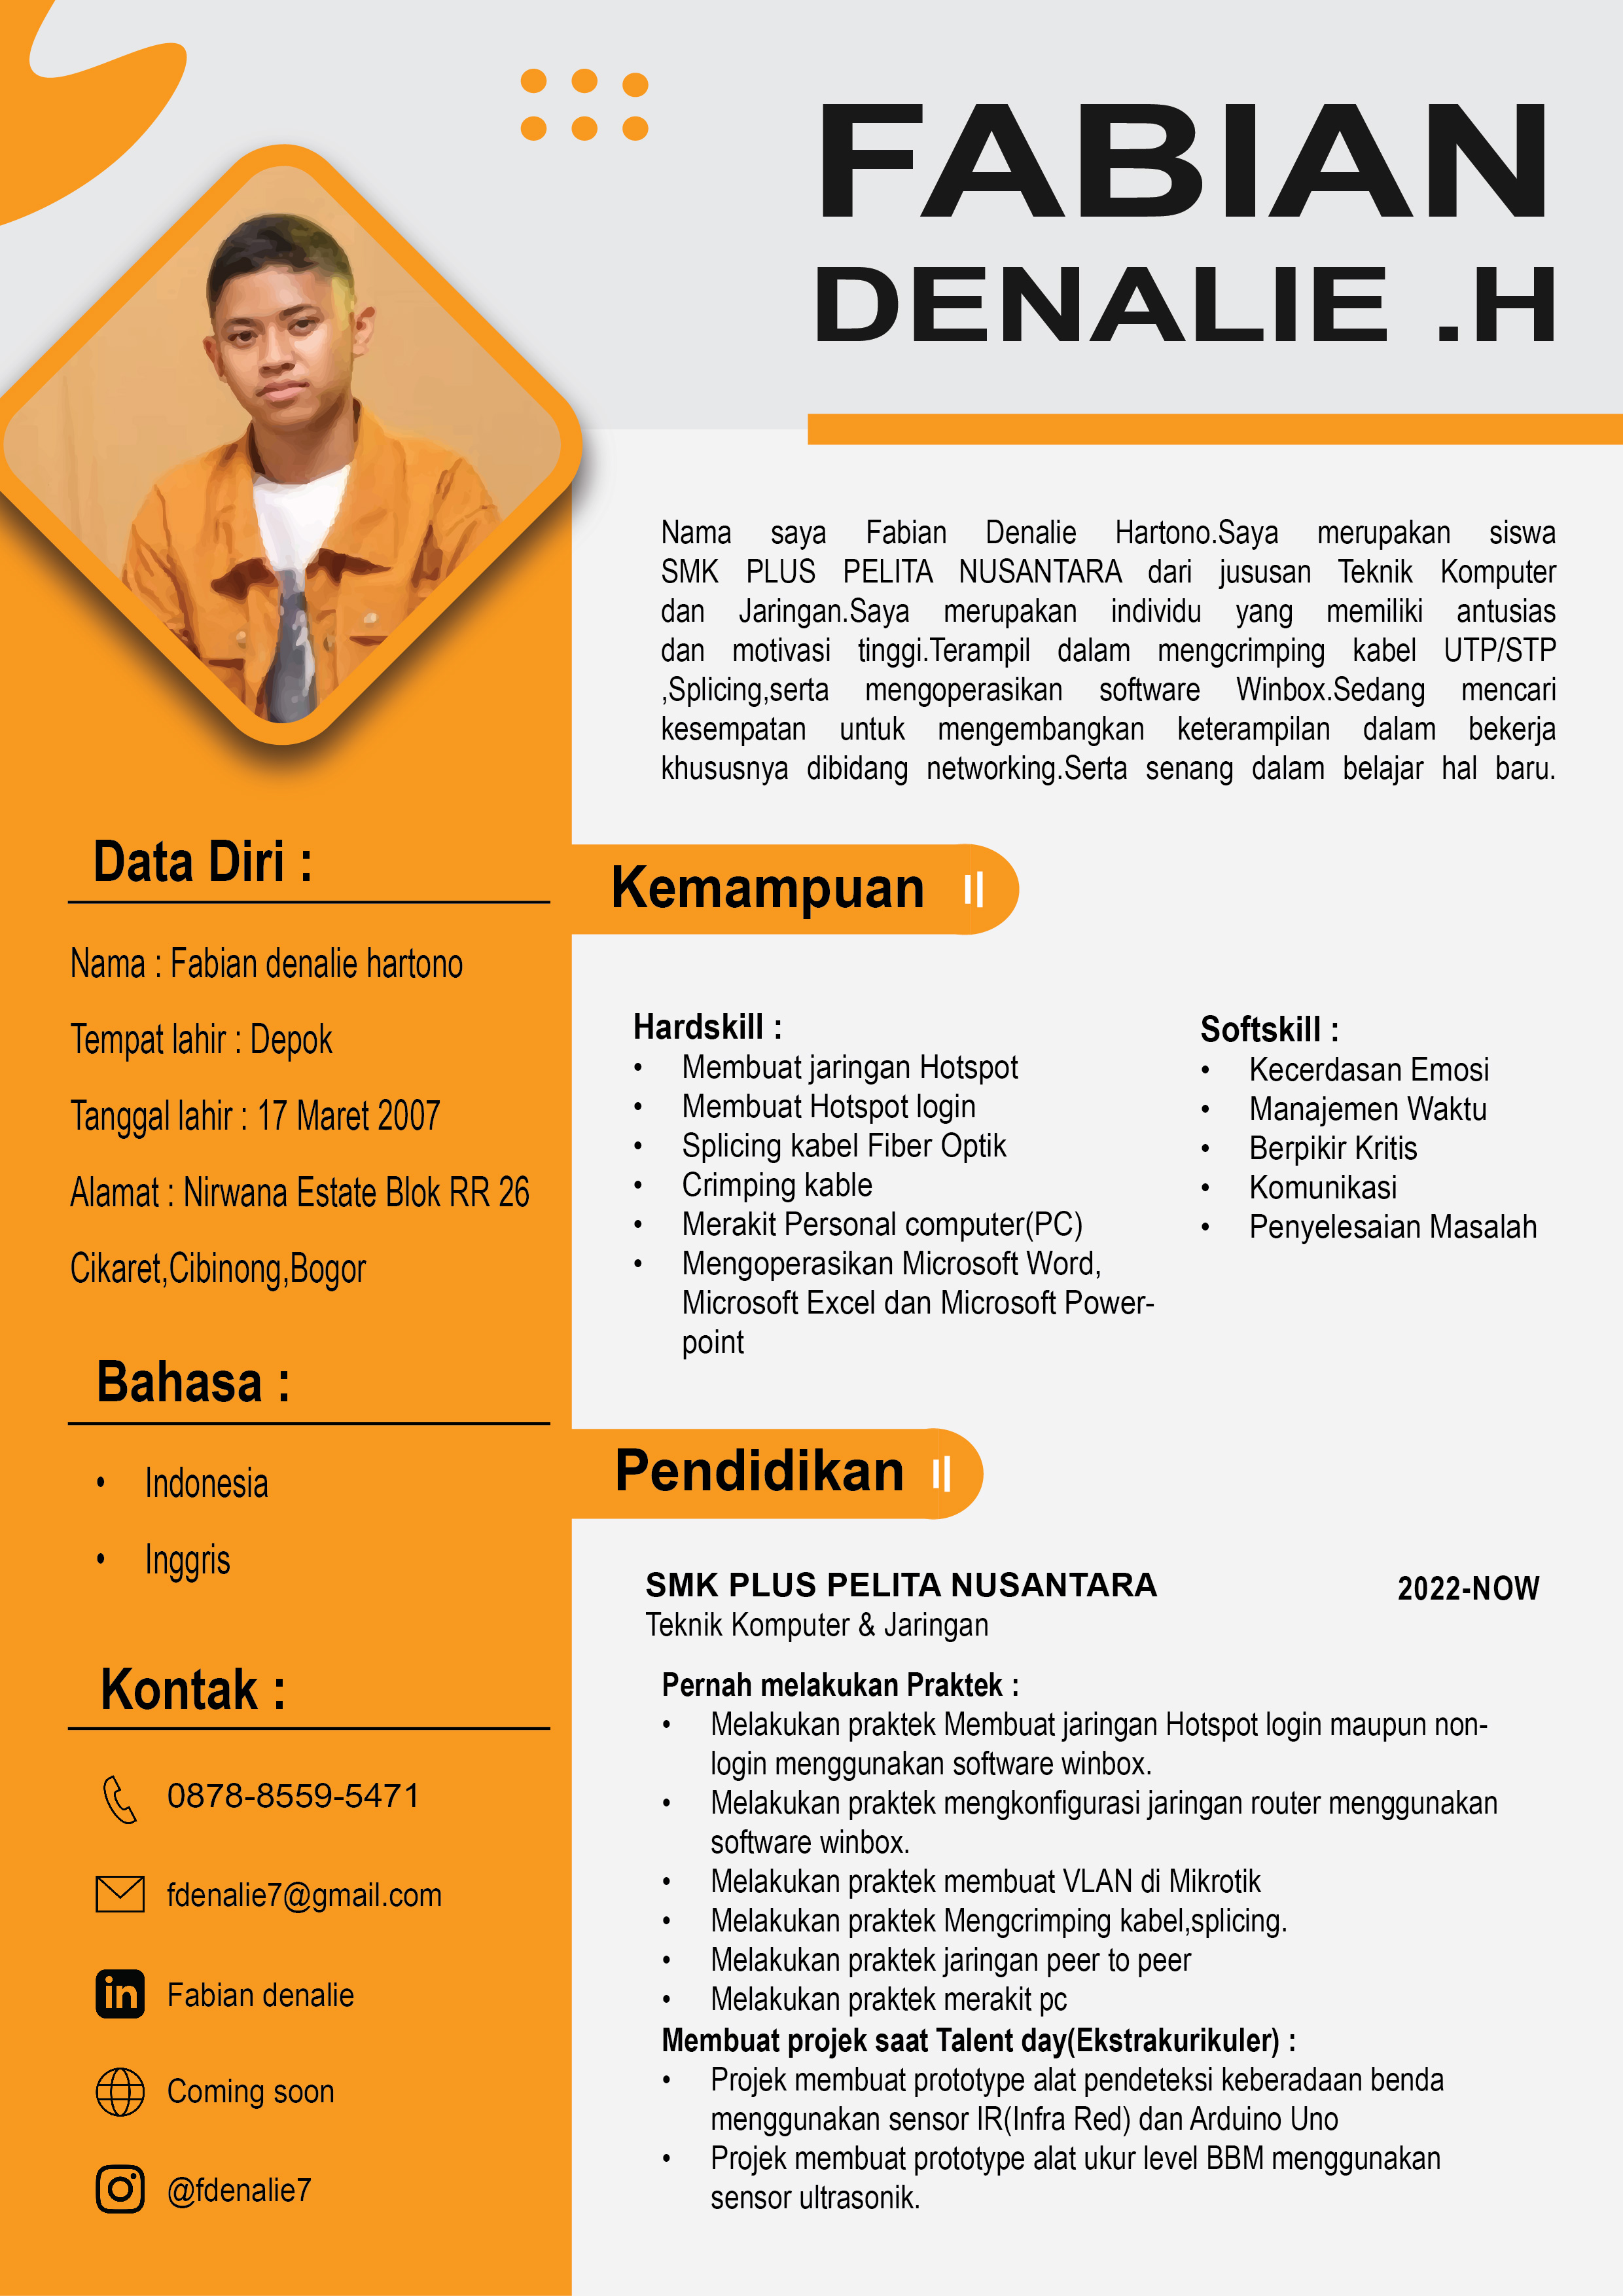 FABIAN
DENALIE .H
Nama saya Fabian Denalie Hartono.Saya merupakan siswa
SMK PLUS PELITA NUSANTARA dari jususan Teknik Komputer
dan Jaringan.Saya merupakan individu yang memiliki antusias
dan motivasi tinggi.Terampil dalam mengcrimping kabel UTP/STP
,Splicing,serta mengoperasikan software Winbox.Sedang mencari
kesempatan untuk mengembangkan keterampilan dalam bekerja
khususnya dibidang networking.Serta senang dalam belajar hal baru.
Data Diri :
Nama : Fabian denalie hartono
Tempat lahir : Depok
Tanggal lahir : 17 Maret 2007
Alamat : Nirwana Estate Blok RR 26
Cikaret,Cibinong,Bogor
Bahasa :
• Indonesia
• Inggris
Kontak :
0878-8559-5471
fdenalie7@gmail.com
in Fabian denalie
Coming soon
@fdenalie7
Kemampuan
Hardskill :
• Membuat jaringan Hotspot
• Membuat Hotspot login
• Splicing kabel Fiber Optik
• Crimping kable
• Merakit Personal computer(PC)
• Mengoperasikan Microsoft Word,
Microsoft Excel dan Microsoft Power-
point
Softskill :
• Kecerdasan Emosi
• Manajemen Waktu
• Berpikir Kritis
• Komunikasi
• Penyelesaian Masalah
Pendidikan
SMK PLUS PELITA NUSANTARA 2022-NOW
Teknik Komputer & Jaringan
Pernah melakukan Praktek :
• Melakukan praktek Membuat jaringan Hotspot login maupun non-
login menggunakan software winbox.
• Melakukan praktek mengkonfigurasi jaringan router menggunakan
software winbox.
• Melakukan praktek membuat VLAN di Mikrotik
• Melakukan praktek Mengcrimping kabel,splicing.
• Melakukan praktek jaringan peer to peer
• Melakukan praktek merakit pc
Membuat projek saat Talent day(Ekstrakurikuler) :
• Projek membuat prototype alat pendeteksi keberadaan benda
menggunakan sensor IR(Infra Red) dan Arduino Uno
• Projek membuat prototype alat ukur level BBM menggunakan
sensor ultrasonik.